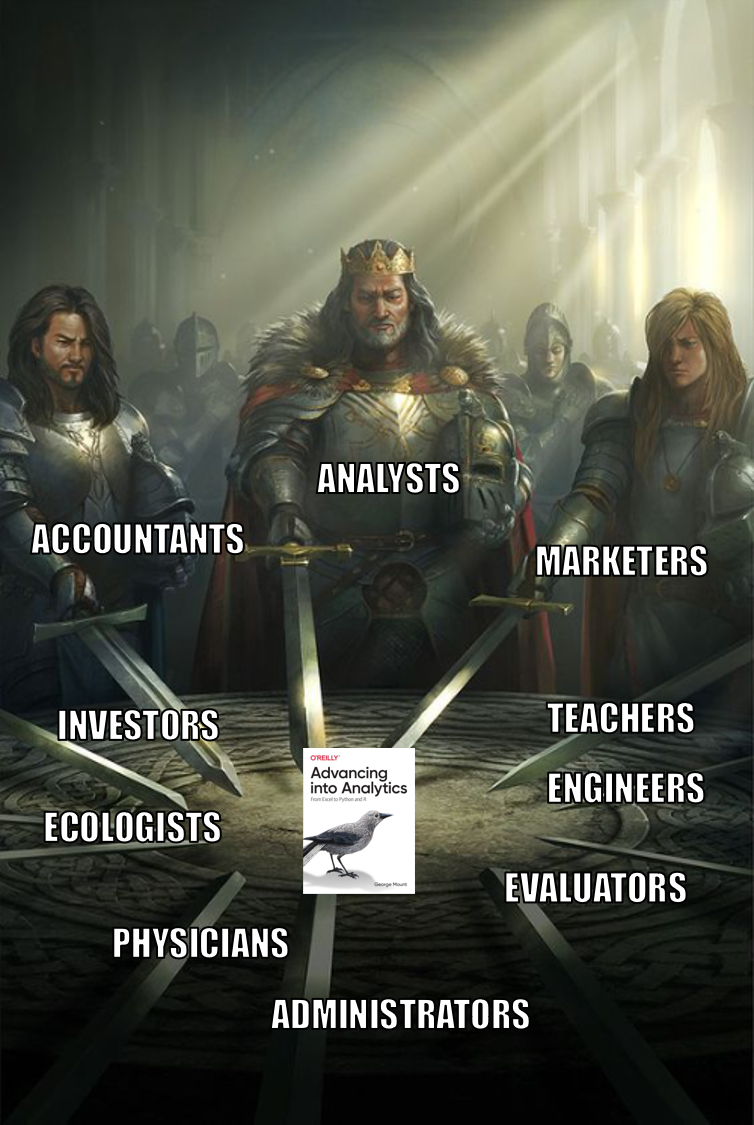 ANALYSTS
ACCOUNTANTS
MARKETERS
INVESTORS
TEACHERS
O'REILLY®
Advancing
into Analytics
From Excel to Python and R
ENGINEERS
ECOLOGISTS
George Mount
EVALUATORS
PHYSICIANS
ADMINISTRATORS